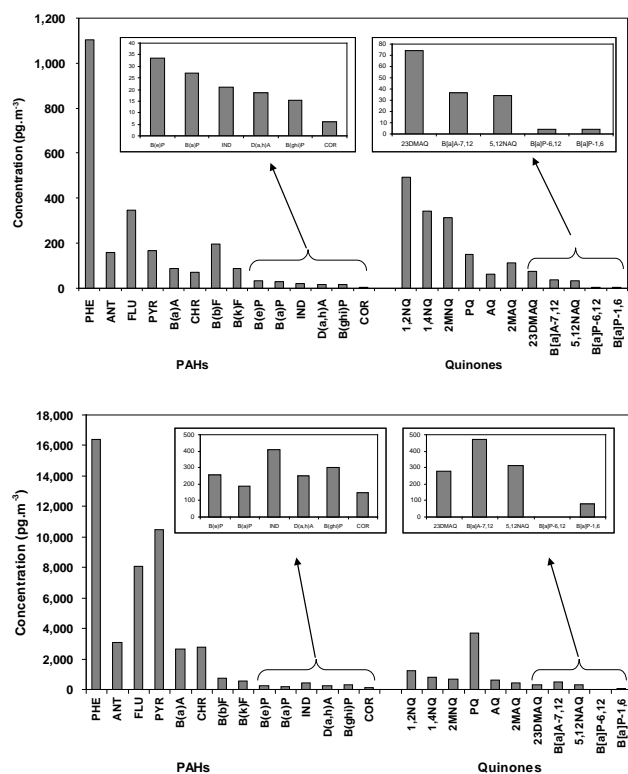 Concentration (pg.m-3)
1,200
1,000
800
600
400
200
0
40
35
30
25
20
15
10
5
0
B(e)P B(a)P IND D(a,h)A B(ghi)P COR
80
70
60
50
40
30
20
10
0
23DMAQ B[a]A-7,12 5,12NAQ B[a]P-6,12 B[a]P-1,6
PHE
ANT
FLU
PYR
B(a)A
CHR
B(b)F
B(k)F
B(e)P
B(a)P
IND
D(a,h)A
B(ghi)P
COR
1,2NQ
1,4NQ
2MNQ
PQ
AQ
2MAQ
23DMAQ
B[a]A-7,12
5,12NAQ
B[a]P-6,12
B[a]P-1,6
PAHs Quinones
Concentration (pg.m-3)
18,000
16,000
14,000
12,000
10,000
8,000
6,000
4,000
2,000
0
500
400
300
200
100
0
B(e)P B(a)P IND D(a,h)A B(ghi)P COR
500
400
300
200
100
0
23DMAQ B[a]A-7,12 5,12NAQ B[a]P-6,12 B[a]P-1,6
PHE
ANT
FLU
PYR
B(a)A
CHR
B(b)F
B(k)F
B(e)P
B(a)P
IND
D(a,h)A
B(ghi)P
COR
1,2NQ
1,4NQ
2MNQ
PQ
AQ
2MAQ
23DMAQ
B[a]A-7,12
5,12NAQ
B[a]P-6,12
B[a]P-1,6
PAHs Quinones